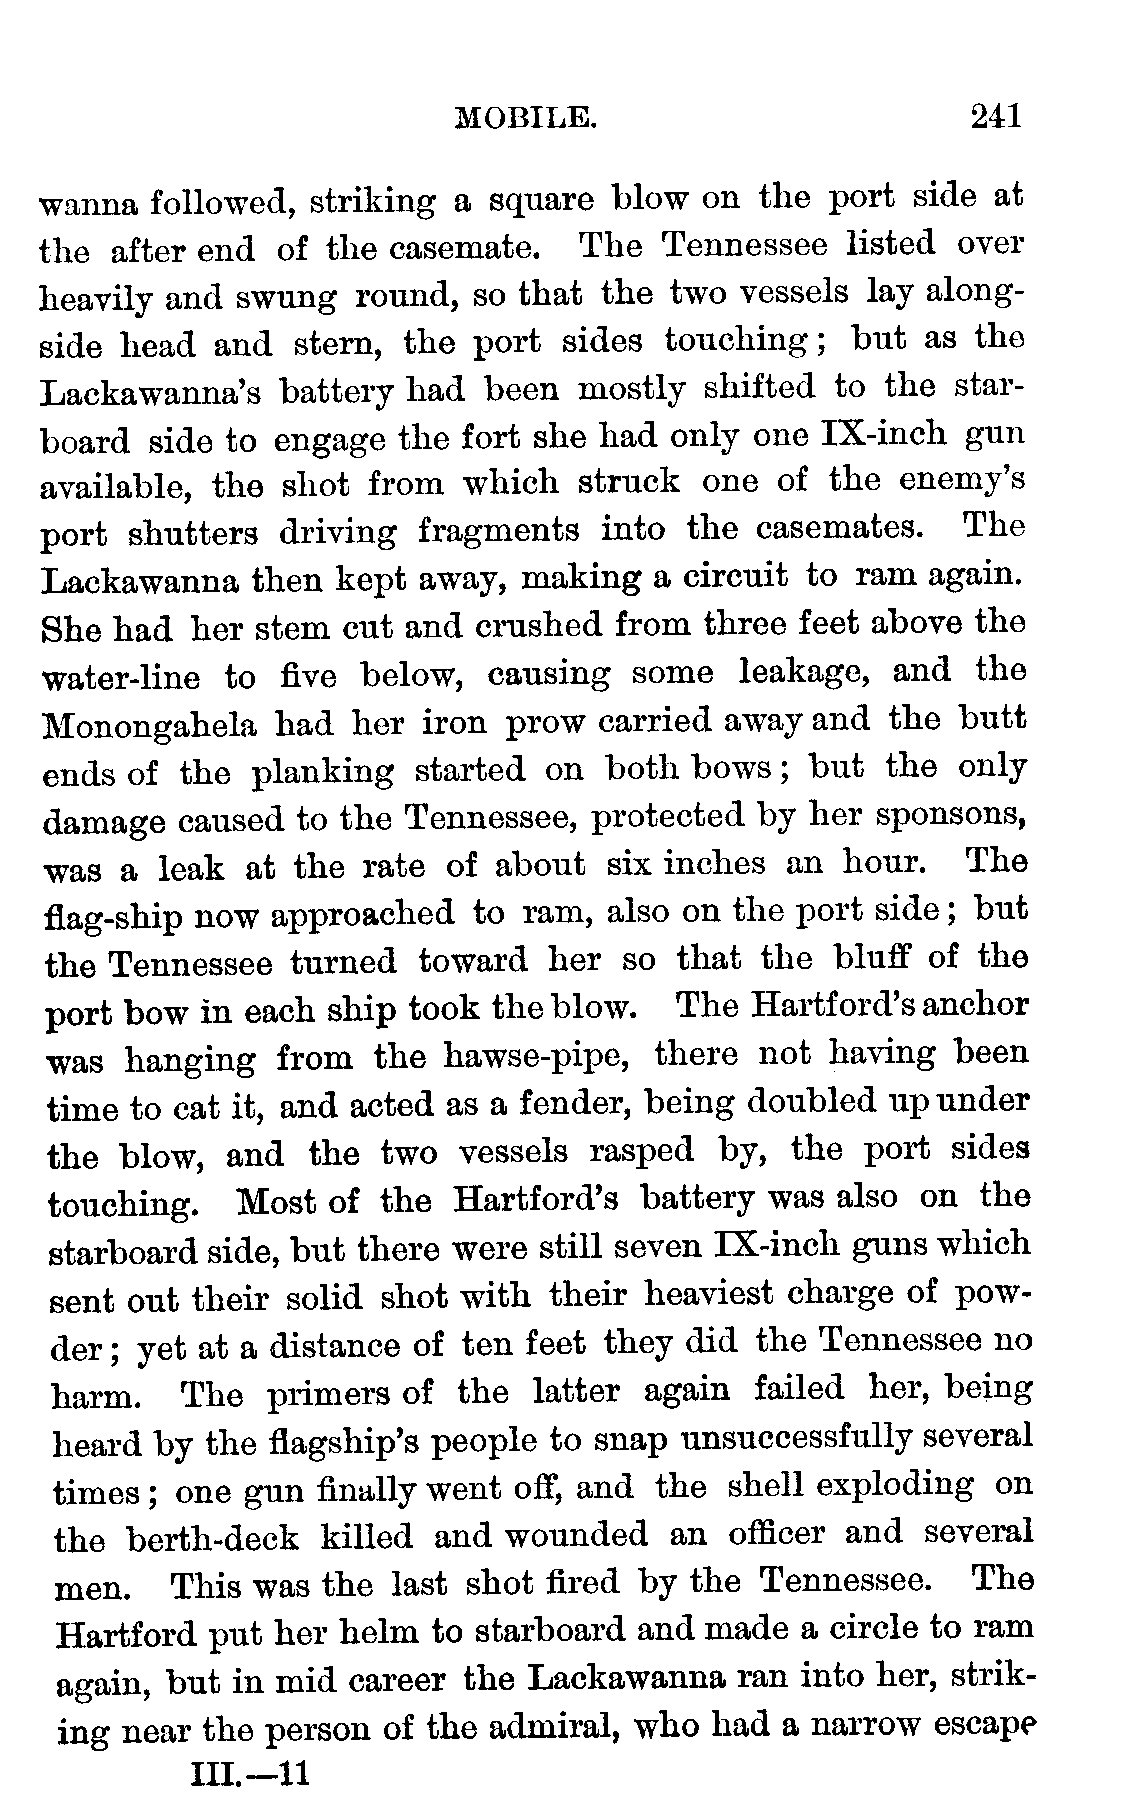 MOBILE. 241
wanna followed, striking a square blow on the port side at
the after end of the casemate. The Tennessee listed over
heavily and swung round, so that the two vessels lay along-
side head and stern, the port sides touching; but as the
Lackawanna's battery had been mostly shifted to the star-
board side to engage the fort she had only one IX-inch gun
available, the shot from which struck one of the enemy's
port shutters driving fragments into the casemates. The
Lackawanna then kept away, making a circuit to ram again.
She had her stem cut and crushed from three feet above the
water-line to five below, causing some leakage, and the
Monongahela had her iron prow carried away and the butt
ends of the planking started on both bows; but the only
damage caused to the Tennessee, protected by her sponsons,
was a leak at the rate of about six inches an hour. The
flag-ship now approached to ram, also on the port side; but
the Tennessee turned toward her so that the bluff of the
port bow in each ship took the blow. The Hartford's anchor
was hanging from the hawse-pipe, there not having been
time to cat it, and acted as a fender, being doubled up under
the blow, and the two vessels rasped by, the port sides
touching. Most of the Hartford's battery was also on the
starboard side, but there were still seven IX-inch guns which
sent out their solid shot with their heaviest charge of pow-
der; yet at a distance of ten feet they did the Tennessee no
harm. The primers of the latter again failed her, being
heard by the flagship's people to snap unsuccessfully several
times; one gun finally went off, and the shell exploding on
the berth-deck killed and wounded an officer and several
men. This was the last shot fired by the Tennessee. The
Hartford put her helm to starboard and made a circle to ram
again, but in mid career the Lackawanna ran into her, strik-
ing near the person of the admiral, who had a narrow escape
III.—11